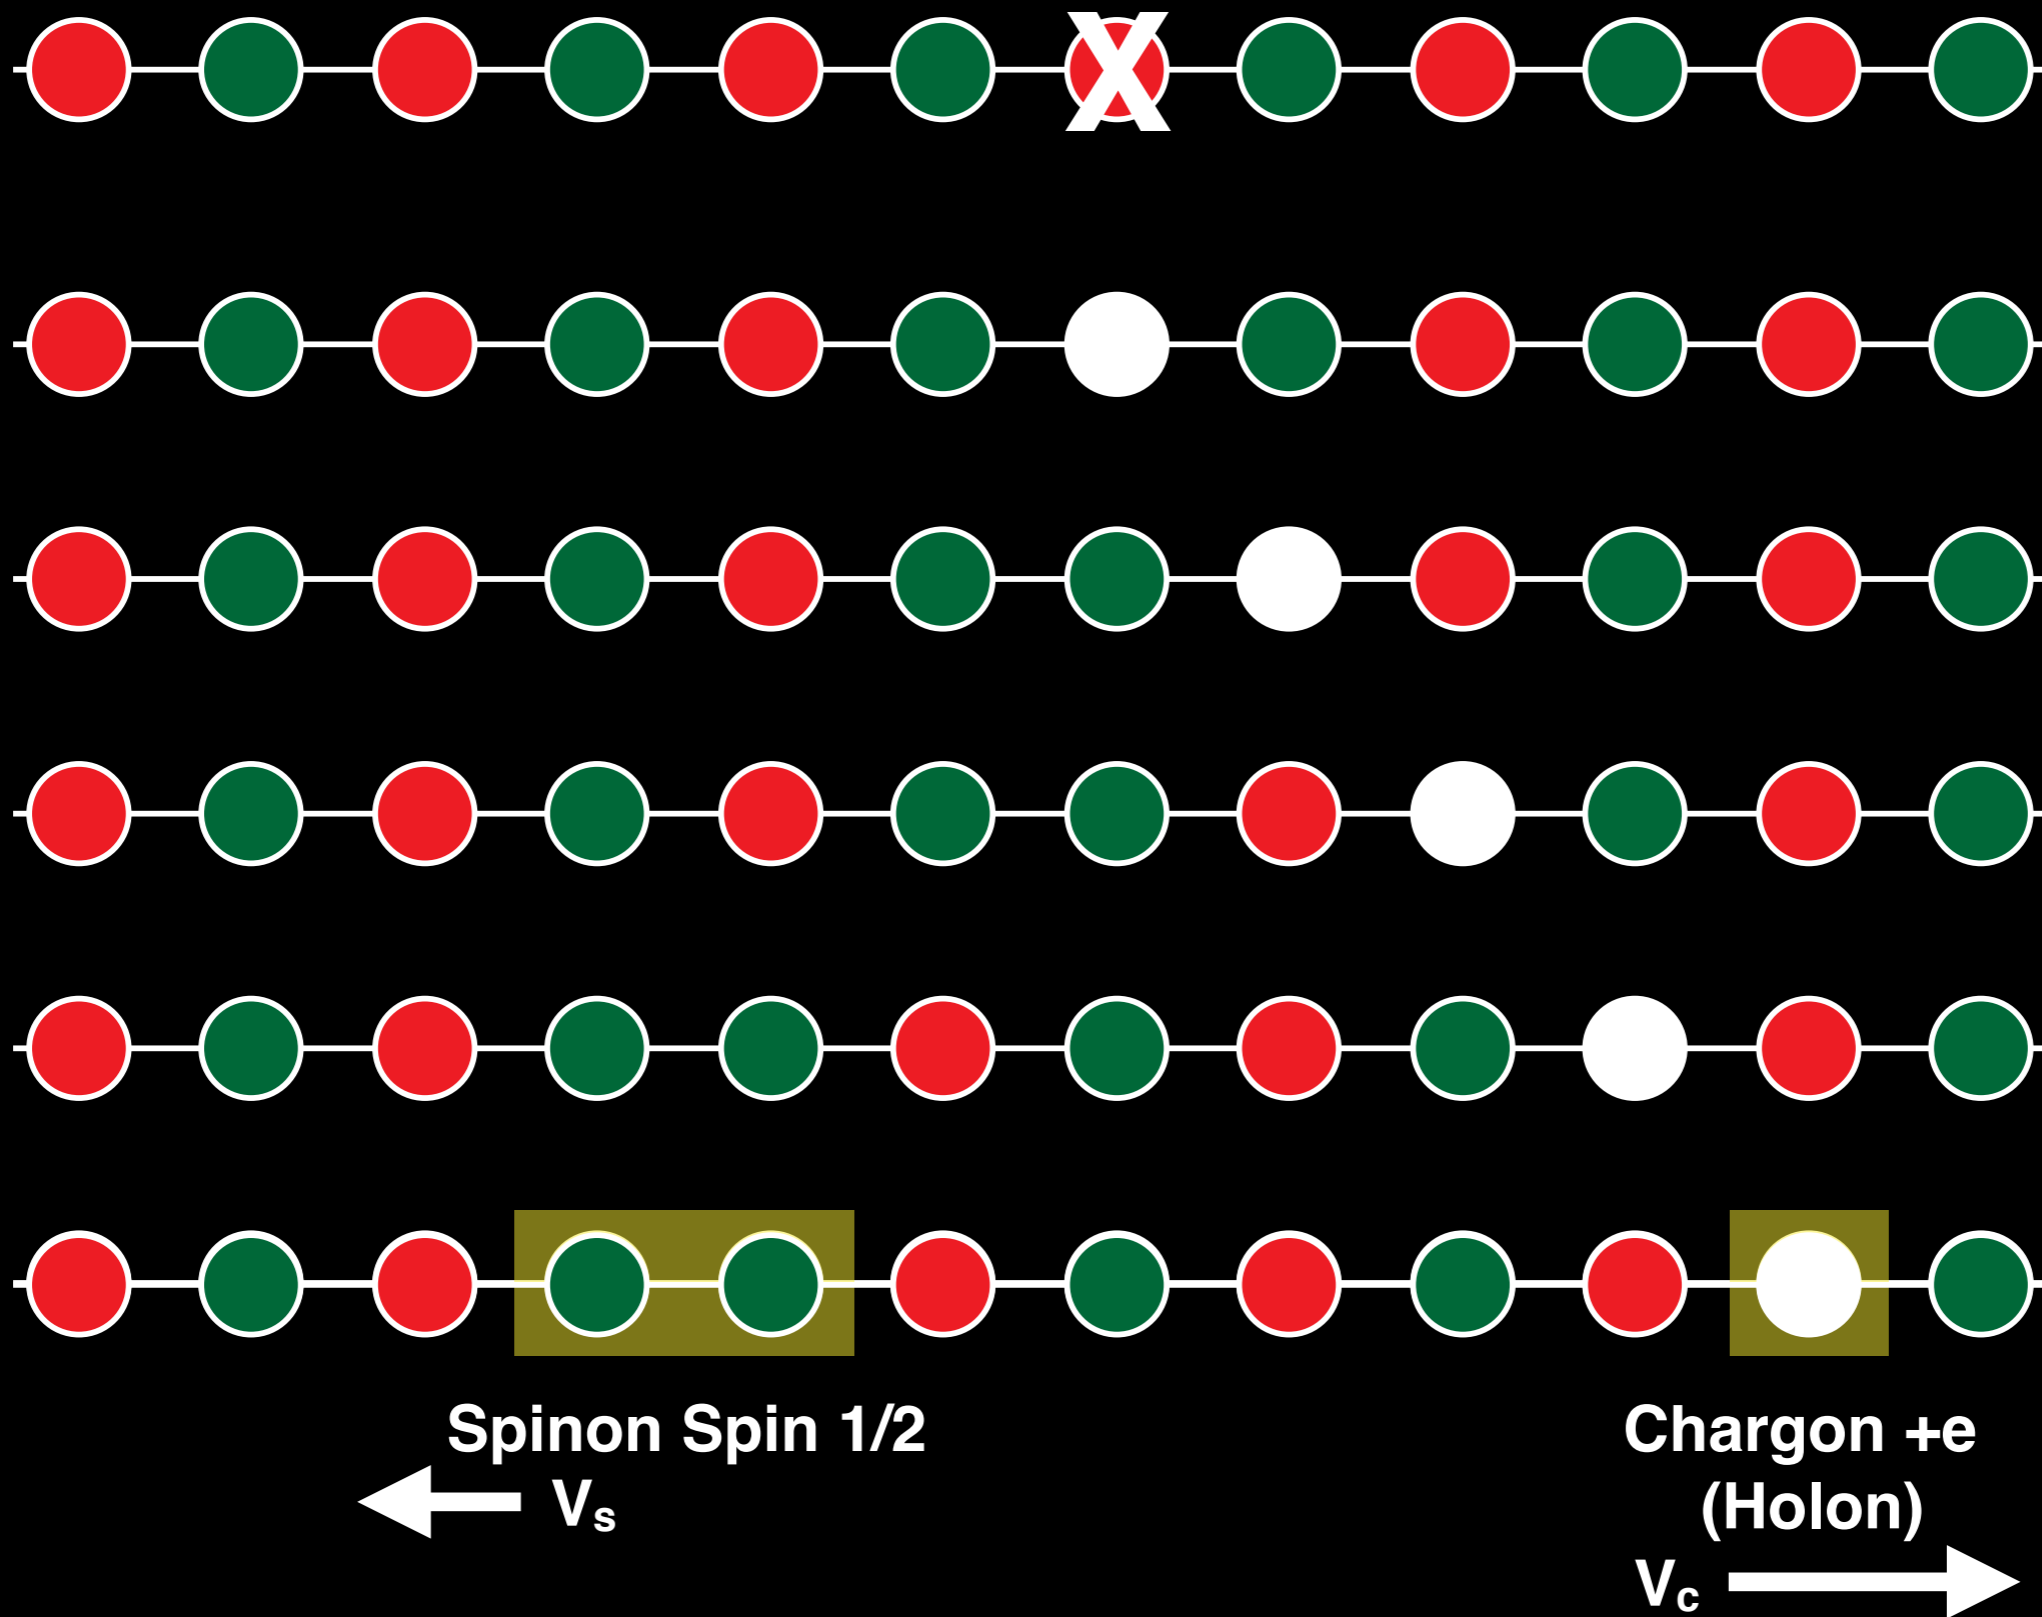 X
Spinon Spin 1/2
Vs
Chargon +e
(Holon)
Vc